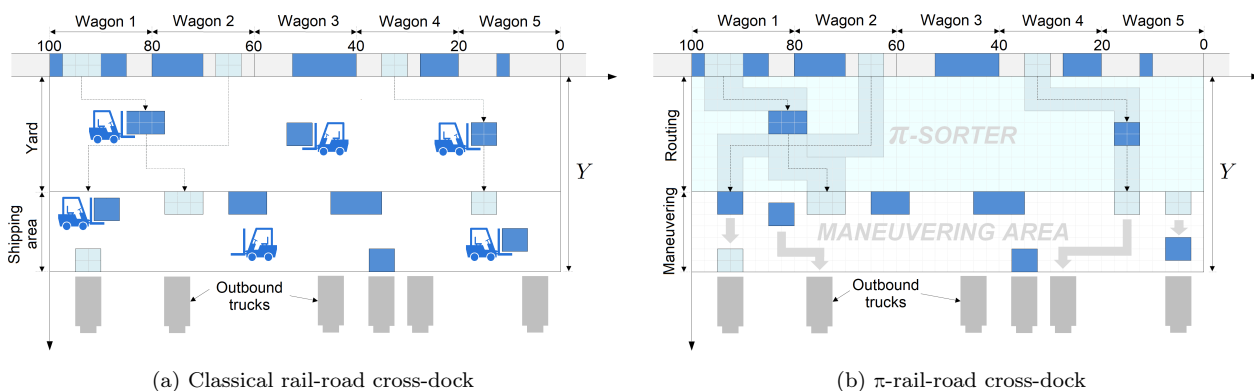 Wagon 1 Wagon 2 Wagon 3 Wagon 4 Wagon 5
100 80 60 40 20 0
Yard
Y
Shipping
area
Outbound
trucks
(a) Classical rail-road cross-dock
Wagon 1 Wagon 2 Wagon 3 Wagon 4 Wagon 5
100 80 60 40 20 0
Routing
π-SORTER
Y
Maneuvering
MANEUVERING AREA
Outbound
trucks
(b) π-rail-road cross-dock